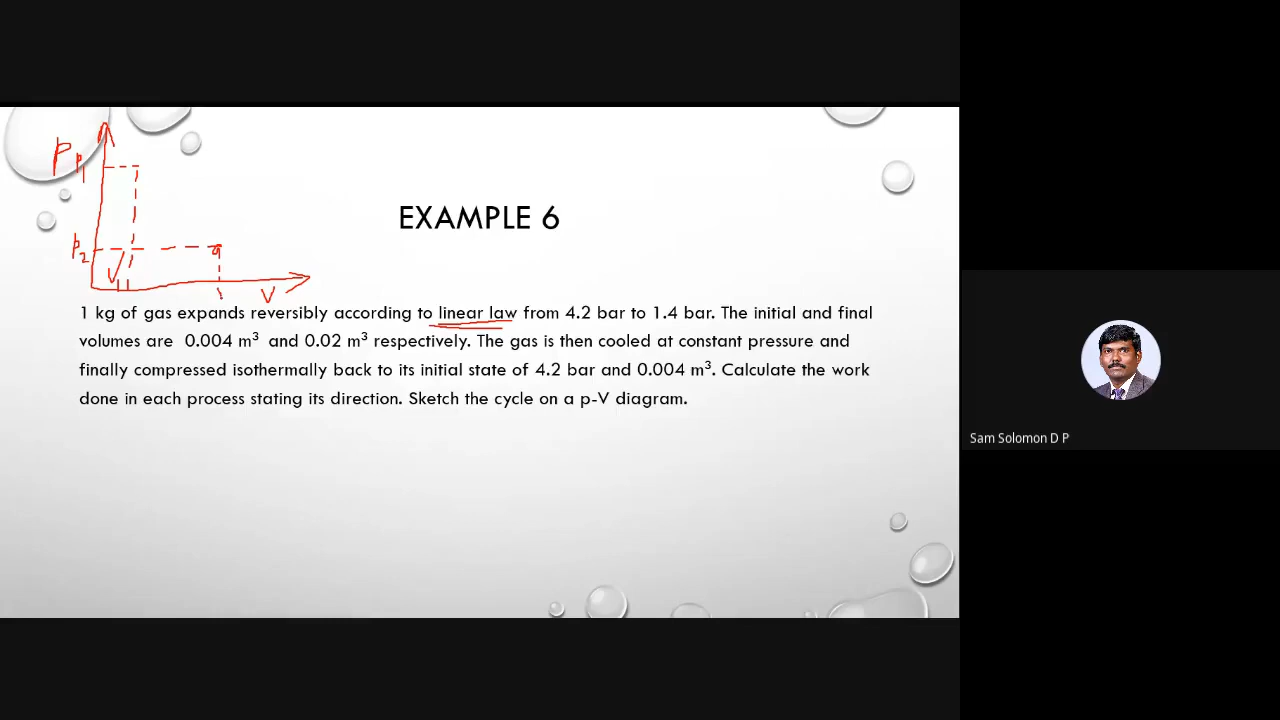 P
P1
P2
V
EXAMPLE 6
1 kg of gas expands reversibly according to linear law from 4.2 bar to 1.4 bar. The initial and final
volumes are 0.004 m³ and 0.02 m³ respectively. The gas is then cooled at constant pressure and
finally compressed isothermally back to its initial state of 4.2 bar and 0.004 m³. Calculate the work
done in each process stating its direction. Sketch the cycle on a p-V diagram.
Sam Solomon D P